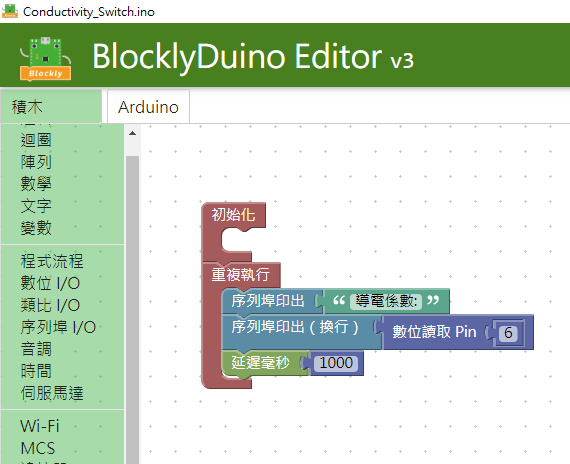 Conductivity_Switch.ino
Blockly
BlocklyDuino Editor v3
積木
Arduino
迴圈
陣列
數學
文字
變數
程式流程
數位 I/O
類比 I/O
序列埠 I/O
音調
時間
伺服馬達
Wi-Fi
MCS
初始化
重複執行
序列埠印出 “ 導電係數: ”
序列埠印出（換行） 數位讀取 Pin 6
延遲毫秒 1000